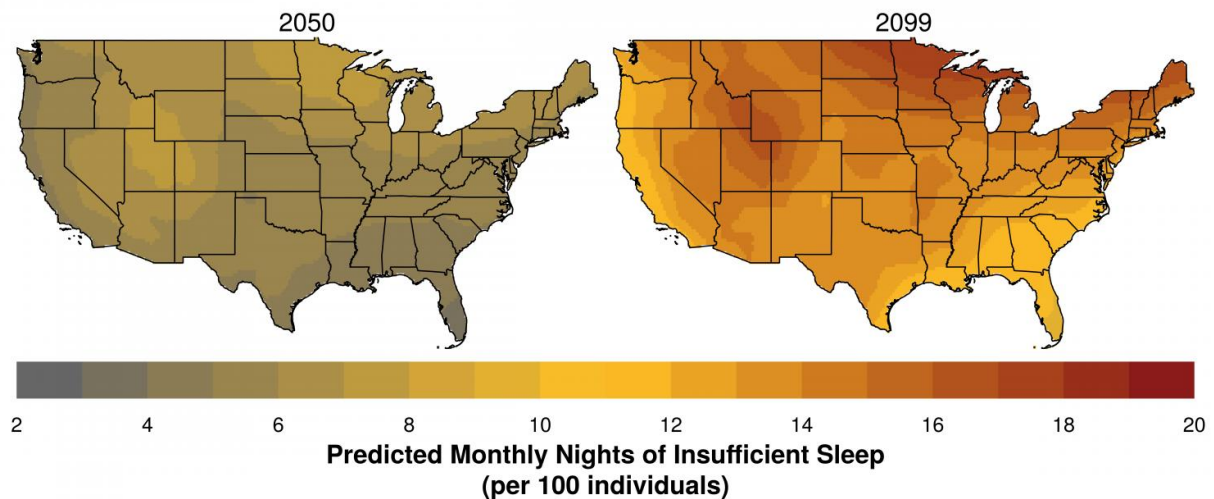 2050
2099
2 4 6 8 10 12 14 16 18 20
Predicted Monthly Nights of Insufficient Sleep
(per 100 individuals)